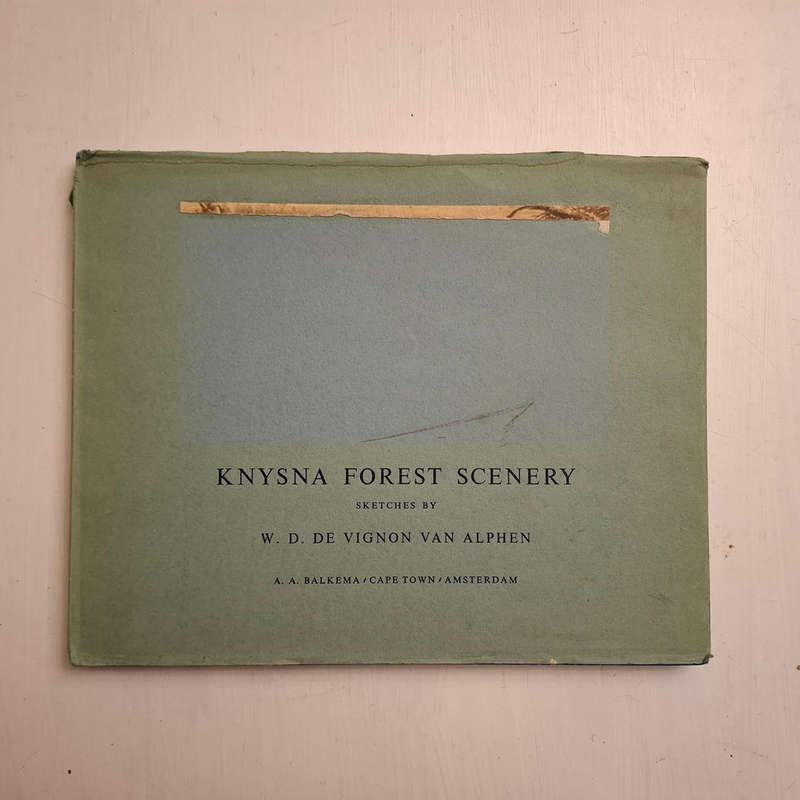 KNYSNA FOREST SCENERY
SKETCHES BY
W. D. DE VIGNON VAN ALPHEN
A. A. BALKEMA / CAPE TOWN / AMSTERDAM